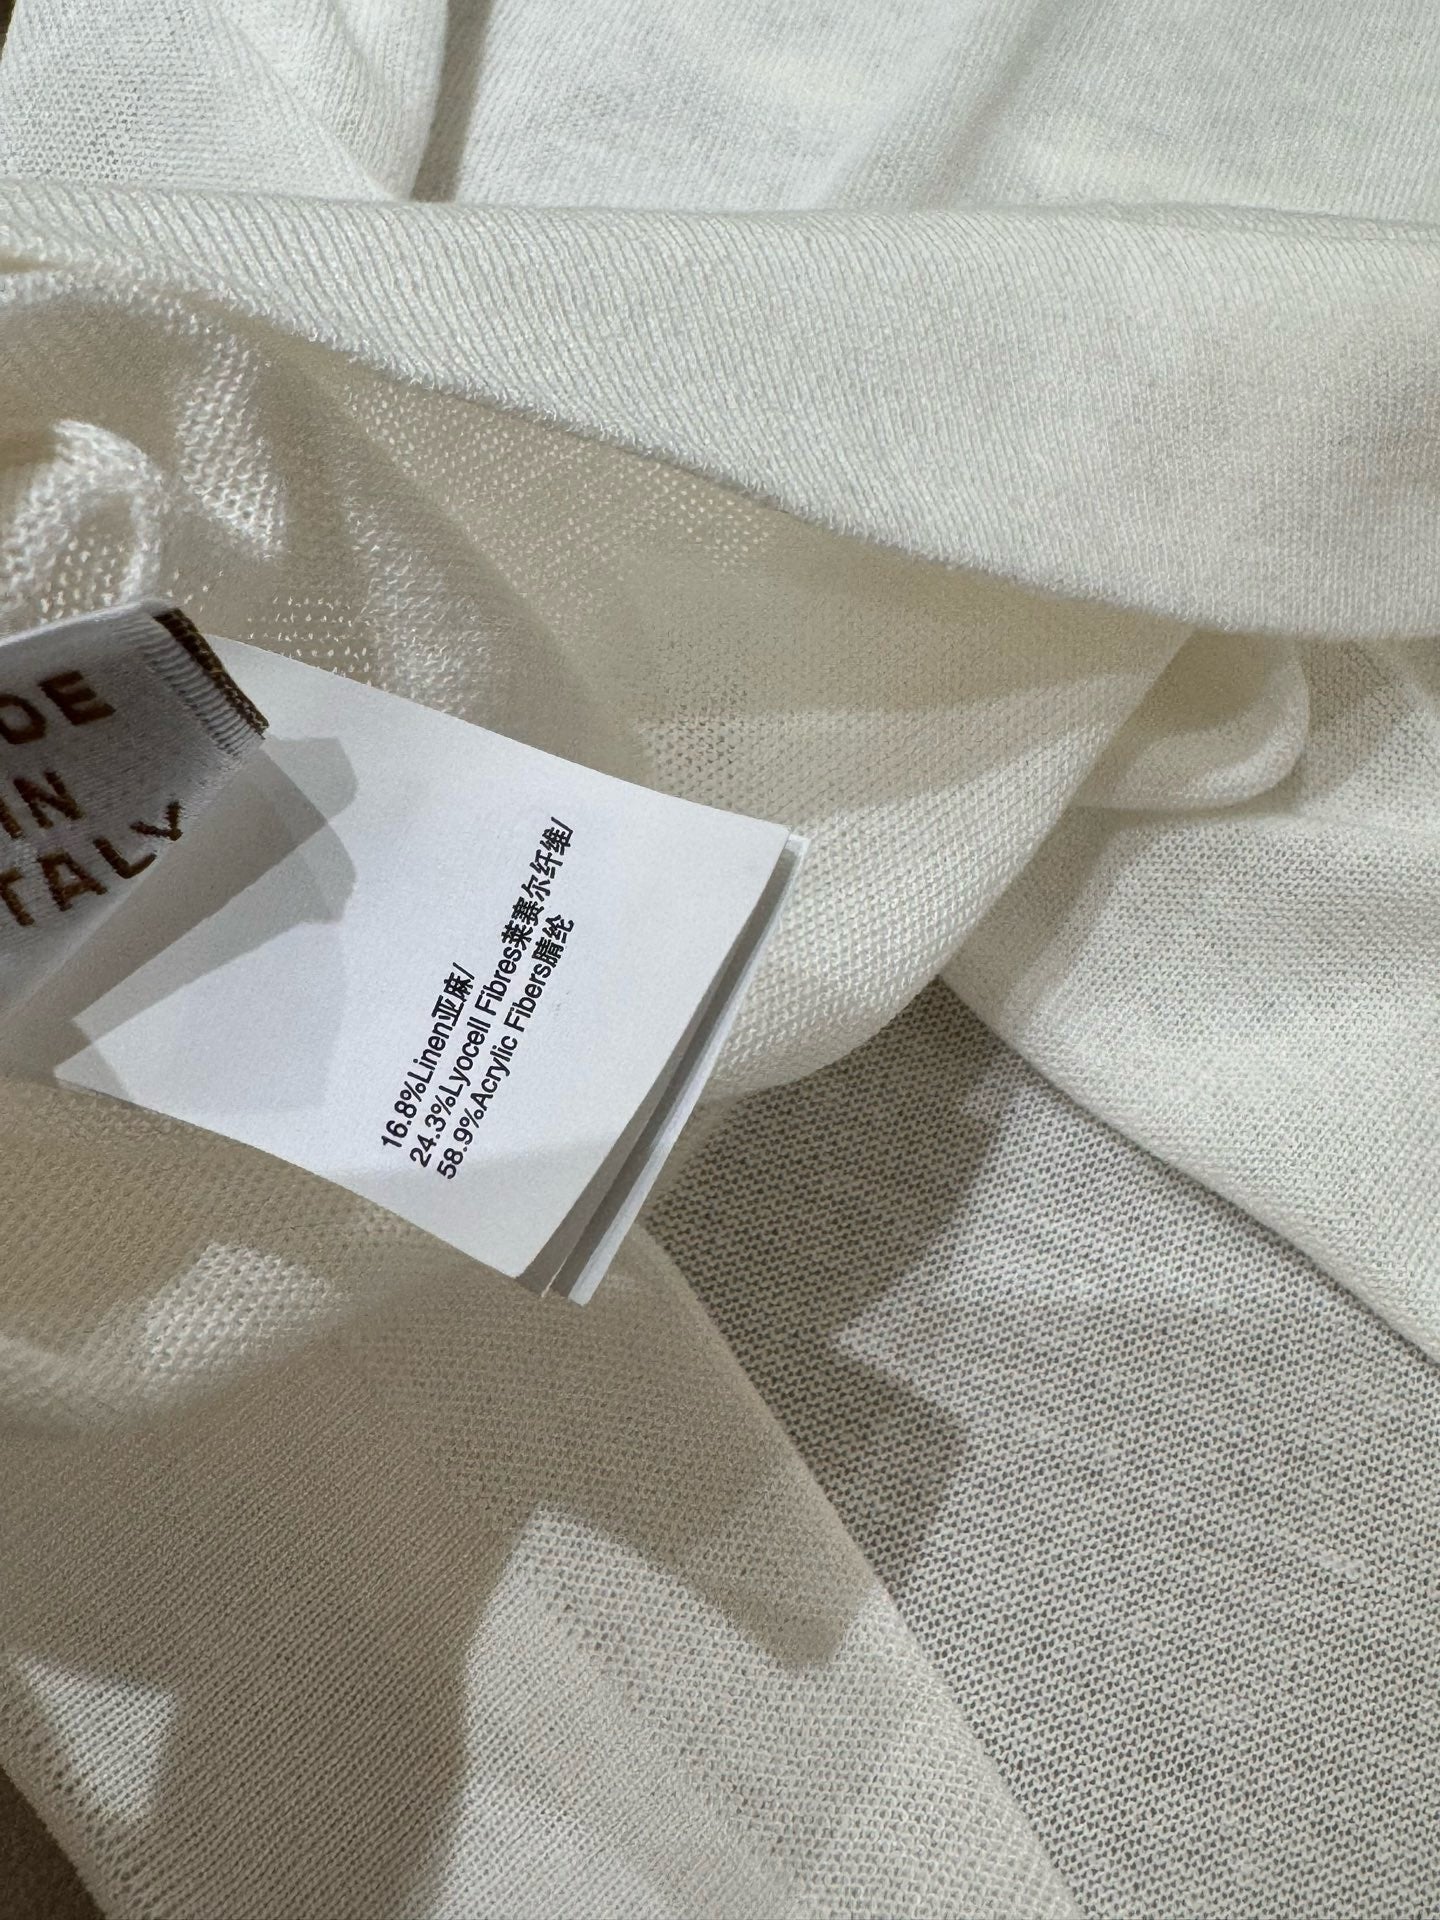 DE
IN
TALY
16.8%Linen亚麻/
24.3%Lyocell Fibres莱赛尔纤维/
58.9%Acrylic Fibers腈纶